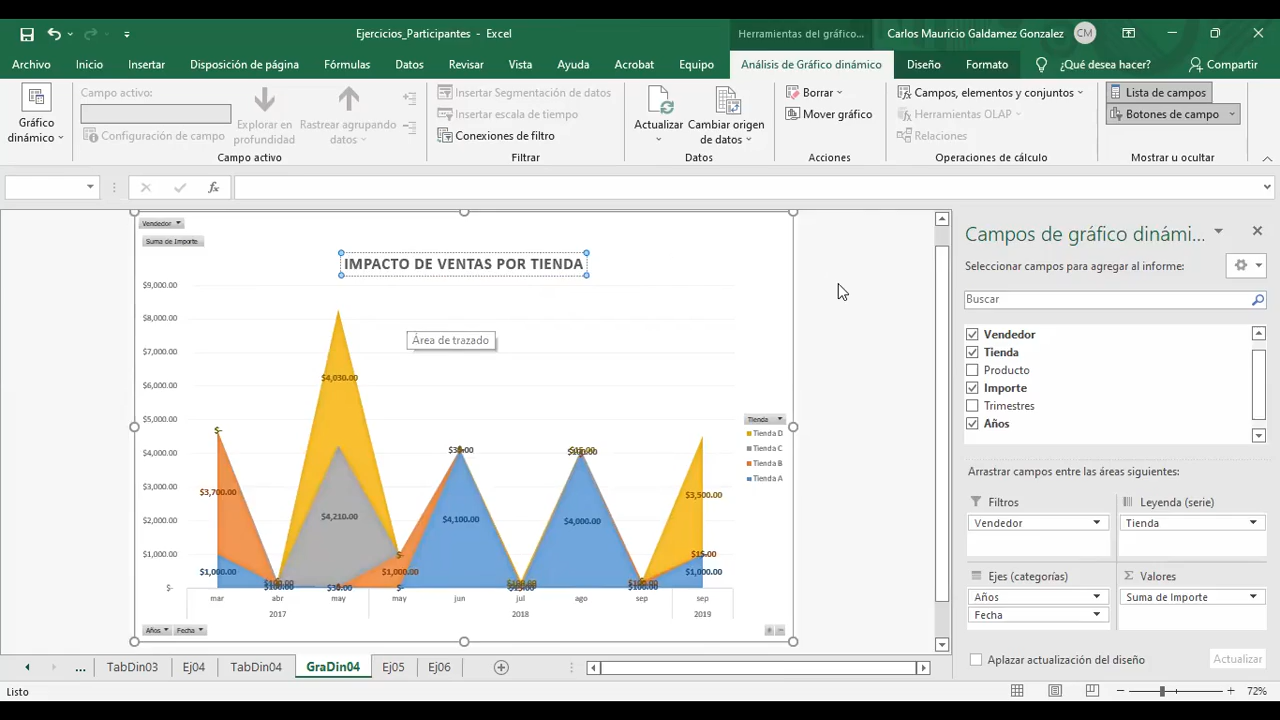 Ejercicios_Participantes - Excel
Herramientas del gráfico...
Carlos Mauricio Galdamez Gonzalez
CM
Archivo
Inicio
Insertar
Disposición de página
Fórmulas
Datos
Revisar
Vista
Ayuda
Acrobat
Equipo
Análisis de Gráfico dinámico
Diseño
Formato
¿Qué desea hacer?
Compartir
Gráfico
dinámico
Campo activo:
Configuración de campo
Explorar en
profundidad
Rastrear agrupando
datos
Campo activo
Insertar Segmentación de datos
Insertar escala de tiempo
Conexiones de filtro
Filtrar
Actualizar
Cambiar origen
de datos
Datos
Borrar
Mover gráfico
Acciones
Campos, elementos y conjuntos
Herramientas OLAP
Relaciones
Operaciones de cálculo
Lista de campos
Botones de campo
Mostrar u ocultar
fx
Vendedor
Suma de Importe
IMPACTO DE VENTAS POR TIENDA
$9,000.00
$8,000.00
$7,000.00
$6,000.00
$5,000.00
$4,000.00
$3,000.00
$2,000.00
$1,000.00
$-
Área de trazado
$4,030.00
$-
$3,700.00
$4,210.00
$4,100.00
$4,000.00
$3,500.00
$15.00
$1,000.00
$1,000.00
$-
$1,000.00
$-
mar
abr
may
may
jun
jul
ago
sep
sep
2017
2018
2019
Tienda
Tienda D
Tienda C
Tienda B
Tienda A
Años
Fecha
Campos de gráfico dinámi...
Seleccionar campos para agregar al informe:
Buscar
Vendedor
Tienda
Producto
Importe
Trimestres
Años
Arrastrar campos entre las áreas siguientes:
Filtros
Vendedor
Leyenda (serie)
Tienda
Ejes (categorías)
Años
Fecha
Valores
Suma de Importe
Aplazar actualización del diseño
Actualizar
...
TabDin03
Ej04
TabDin04
GraDin04
Ej05
Ej06
Listo
72%